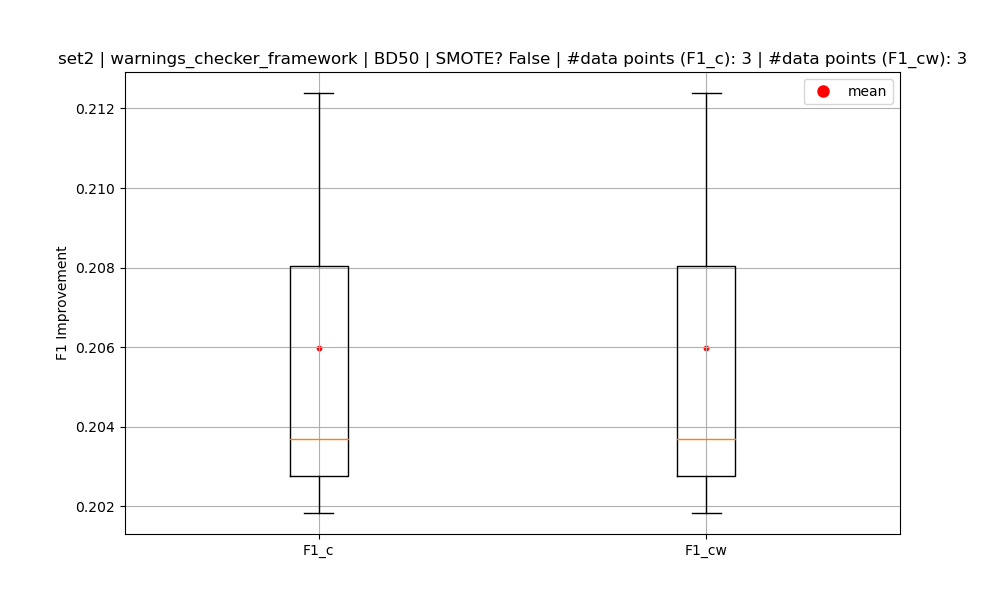 set2 | warnings_checker_framework | BD50 | SMOTE? False | #data points (F1_c): 3 | #data points (F1_cw): 3
mean
0.212
0.210
0.208
0.206
0.204
0.202
F1 Improvement
F1_c
F1_cw